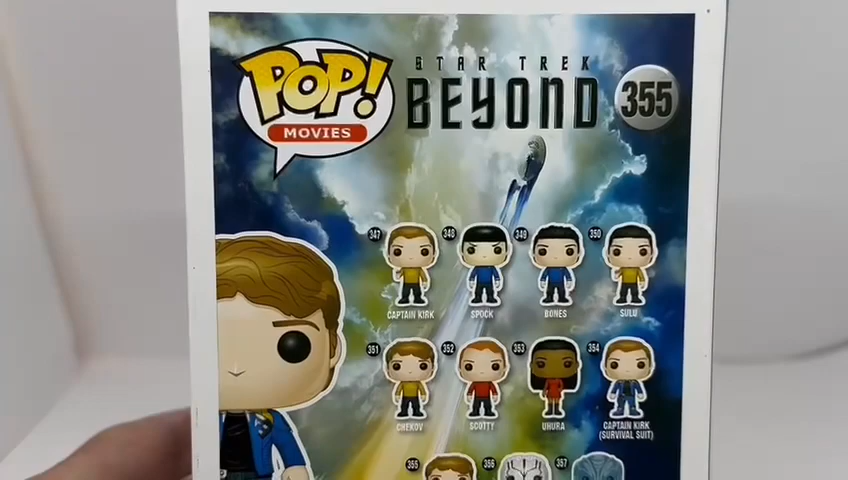 POP!
MOVIES
STAR TREK
BEYOND
355
347
348
349
350
CAPTAIN KIRK
SPOCK
BONES
SULU
351
352
353
354
CHEKOV
SCOTTY
UHURA
CAPTAIN KIRK
(SURVIVAL SUIT)
355
356
357